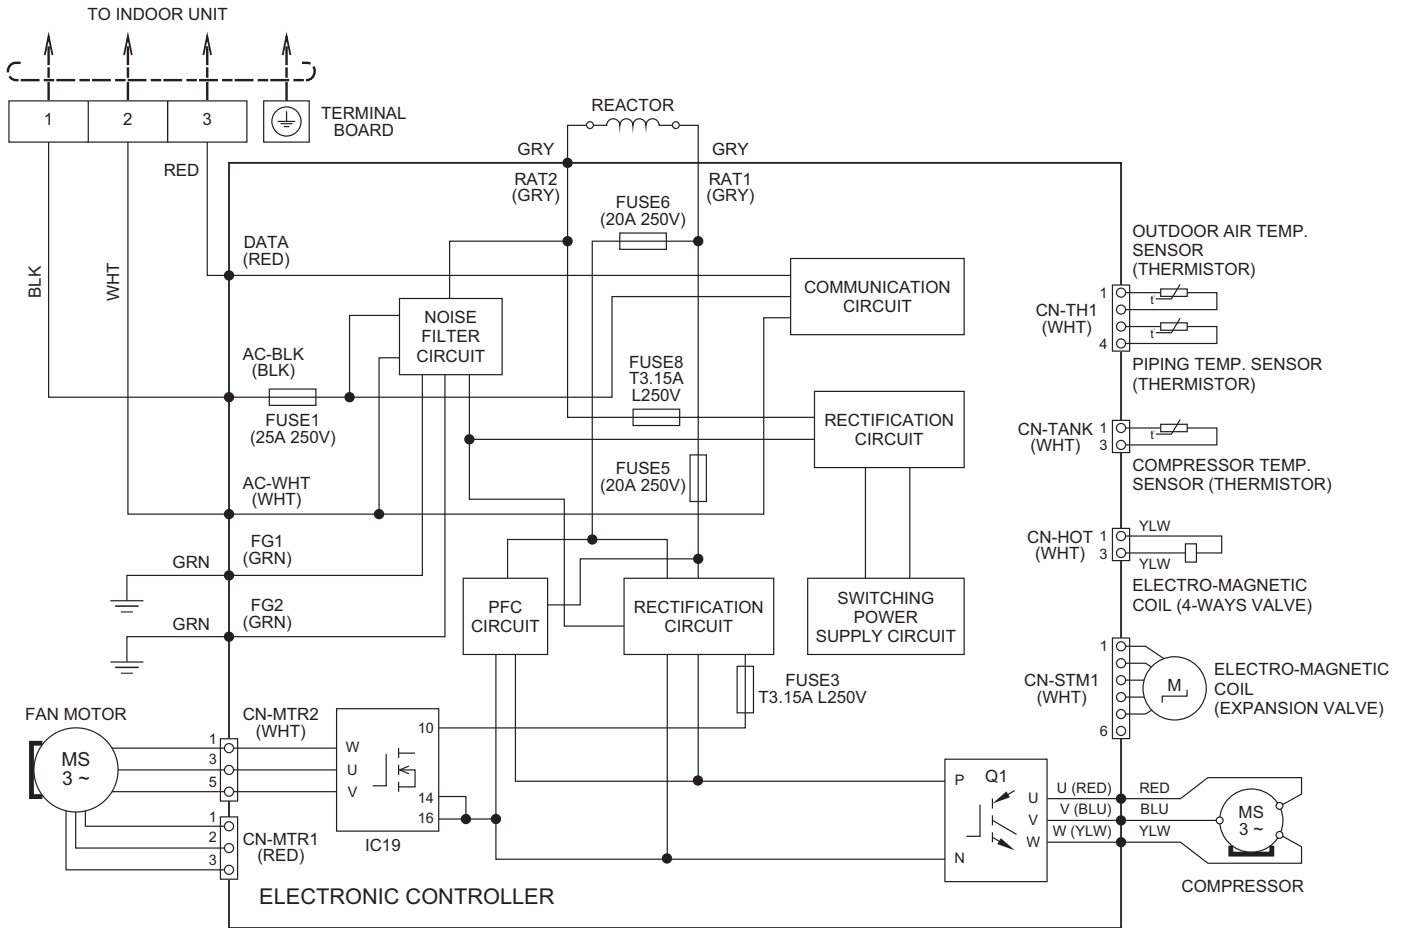 TO INDOOR UNIT
1
2
3
TERMINAL
BOARD
REACTOR
GRY
GRY
RED
RAT2
(GRY)
RAT1
(GRY)
FUSE6
(20A 250V)
BLK
WHT
DATA
(RED)
COMMUNICATION
CIRCUIT
OUTDOOR AIR TEMP.
SENSOR
(THERMISTOR)
CN-TH1
(WHT)
1
4
t
t
PIPING TEMP. SENSOR
(THERMISTOR)
NOISE
FILTER
CIRCUIT
AC-BLK
(BLK)
FUSE1
(25A 250V)
FUSE8
T3.15A
L250V
RECTIFICATION
CIRCUIT
CN-TANK
(WHT)
1
3
t
COMPRESSOR TEMP.
SENSOR (THERMISTOR)
FUSE5
(20A 250V)
AC-WHT
(WHT)
CN-HOT
(WHT)
1
3
YLW
YLW
ELECTRO-MAGNETIC
COIL (4-WAYS VALVE)
GRN
FG1
(GRN)
GRN
FG2
(GRN)
PFC
CIRCUIT
RECTIFICATION
CIRCUIT
SWITCHING
POWER
SUPPLY CIRCUIT
FUSE3
T3.15A L250V
CN-STM1
(WHT)
1
6
M
ELECTRO-MAGNETIC
COIL
(EXPANSION VALVE)
FAN MOTOR
MS
3 ~
CN-MTR2
(WHT)
1
3
5
W
U
V
10
14
16
IC19
CN-MTR1
(RED)
1
2
3
P
N
Q1
U
V
W
U (RED)
V (BLU)
W (YLW)
RED
BLU
YLW
MS
3 ~
COMPRESSOR
ELECTRONIC CONTROLLER